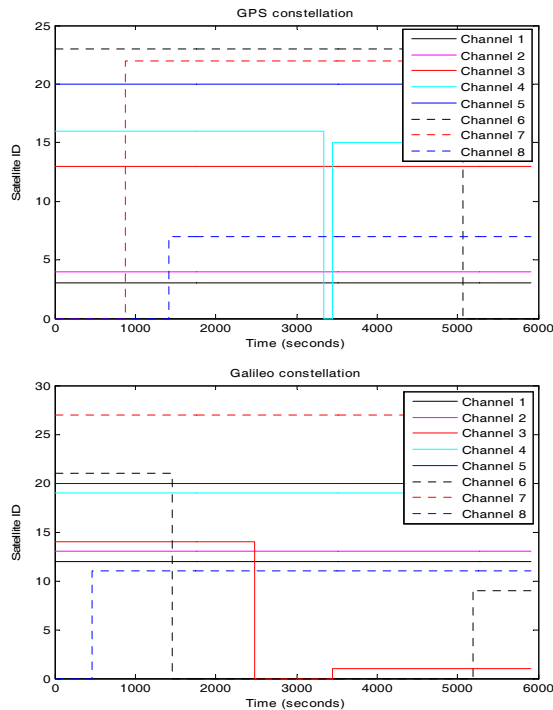 GPS constellation
25
20
15
10
5
0
Satellite ID
0 1000 2000 3000 4000 5000 6000
Time (seconds)
Channel 1
Channel 2
Channel 3
Channel 4
Channel 5
Channel 6
Channel 7
Channel 8
Galileo constellation
30
25
20
15
10
5
0
Satellite ID
0 1000 2000 3000 4000 5000 6000
Time (seconds)
Channel 1
Channel 2
Channel 3
Channel 4
Channel 5
Channel 6
Channel 7
Channel 8